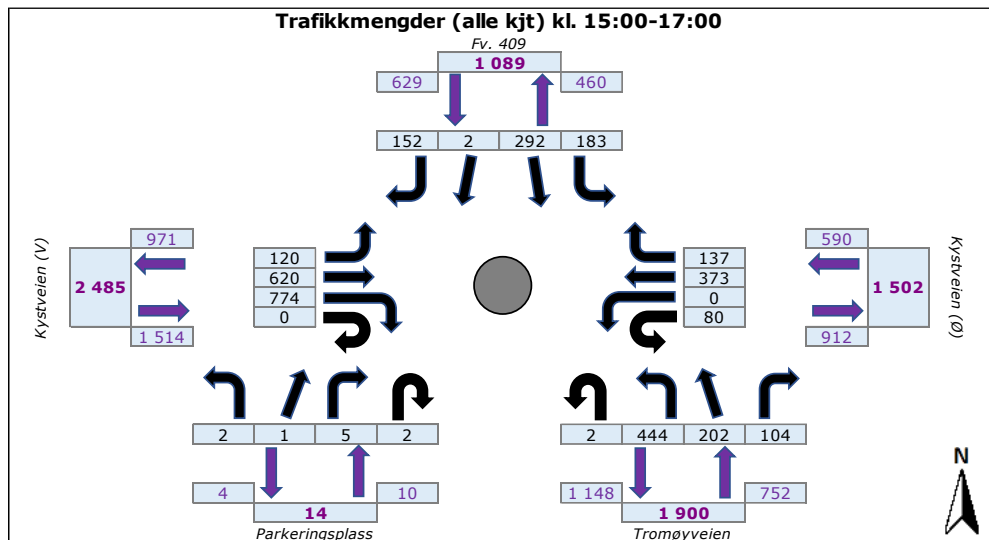 Trafikkmengder (alle kjt) kl. 15:00-17:00
Fv. 409
1 089
629 460
152 2 292 183
Kystveien (V)
971
2 485
1 514
120
620
774
0
137
373
0
80
590
1 502
912
Kystveien (Ø)
2 1 5 2
4 10
14
Parkeringsplass
2 444 202 104
1 148 752
1 900
Tromøyveien
N